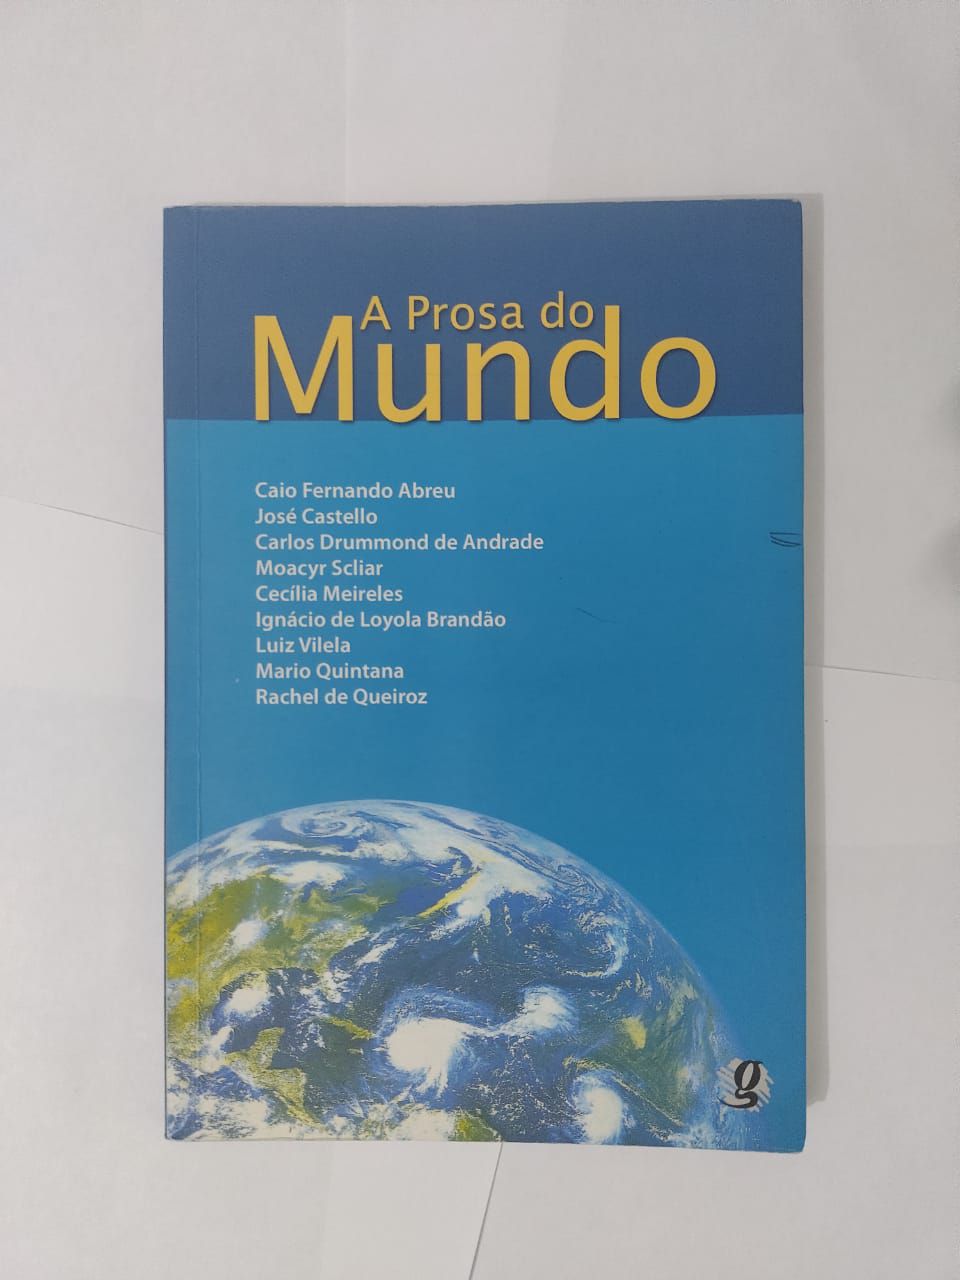 A Prosa do
Mundo
Caio Fernando Abreu
José Castello
Carlos Drummond de Andrade
Moacyr Scliar
Cecília Meireles
Ignácio de Loyola Brandão
Luiz Vilela
Mario Quintana
Rachel de Queiroz
g